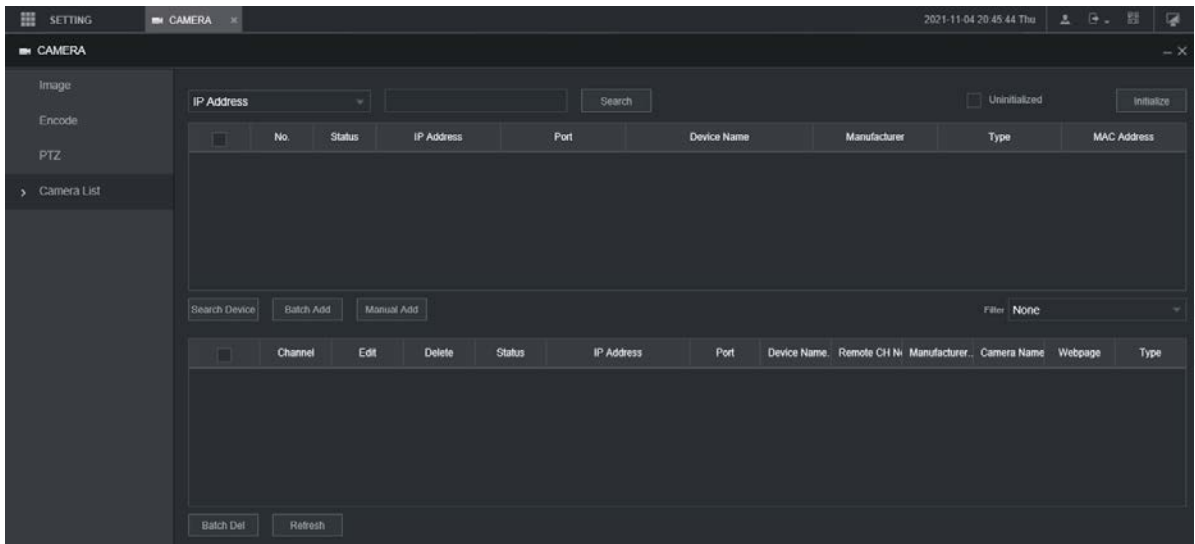 SETTING CAMERA × 2021-11-04 20:45:44 Thu
CAMERA
Image
Encode
PTZ
Camera List
IP Address Search Uninitialized Initialize
No. Status IP Address Port Device Name Manufacturer Type MAC Address
Search Device Batch Add Manual Add Filter None
Channel Edit Delete Status IP Address Port Device Name. Remote CH No Manufacturer.. Camera Name Webpage Type
Batch Del Refresh